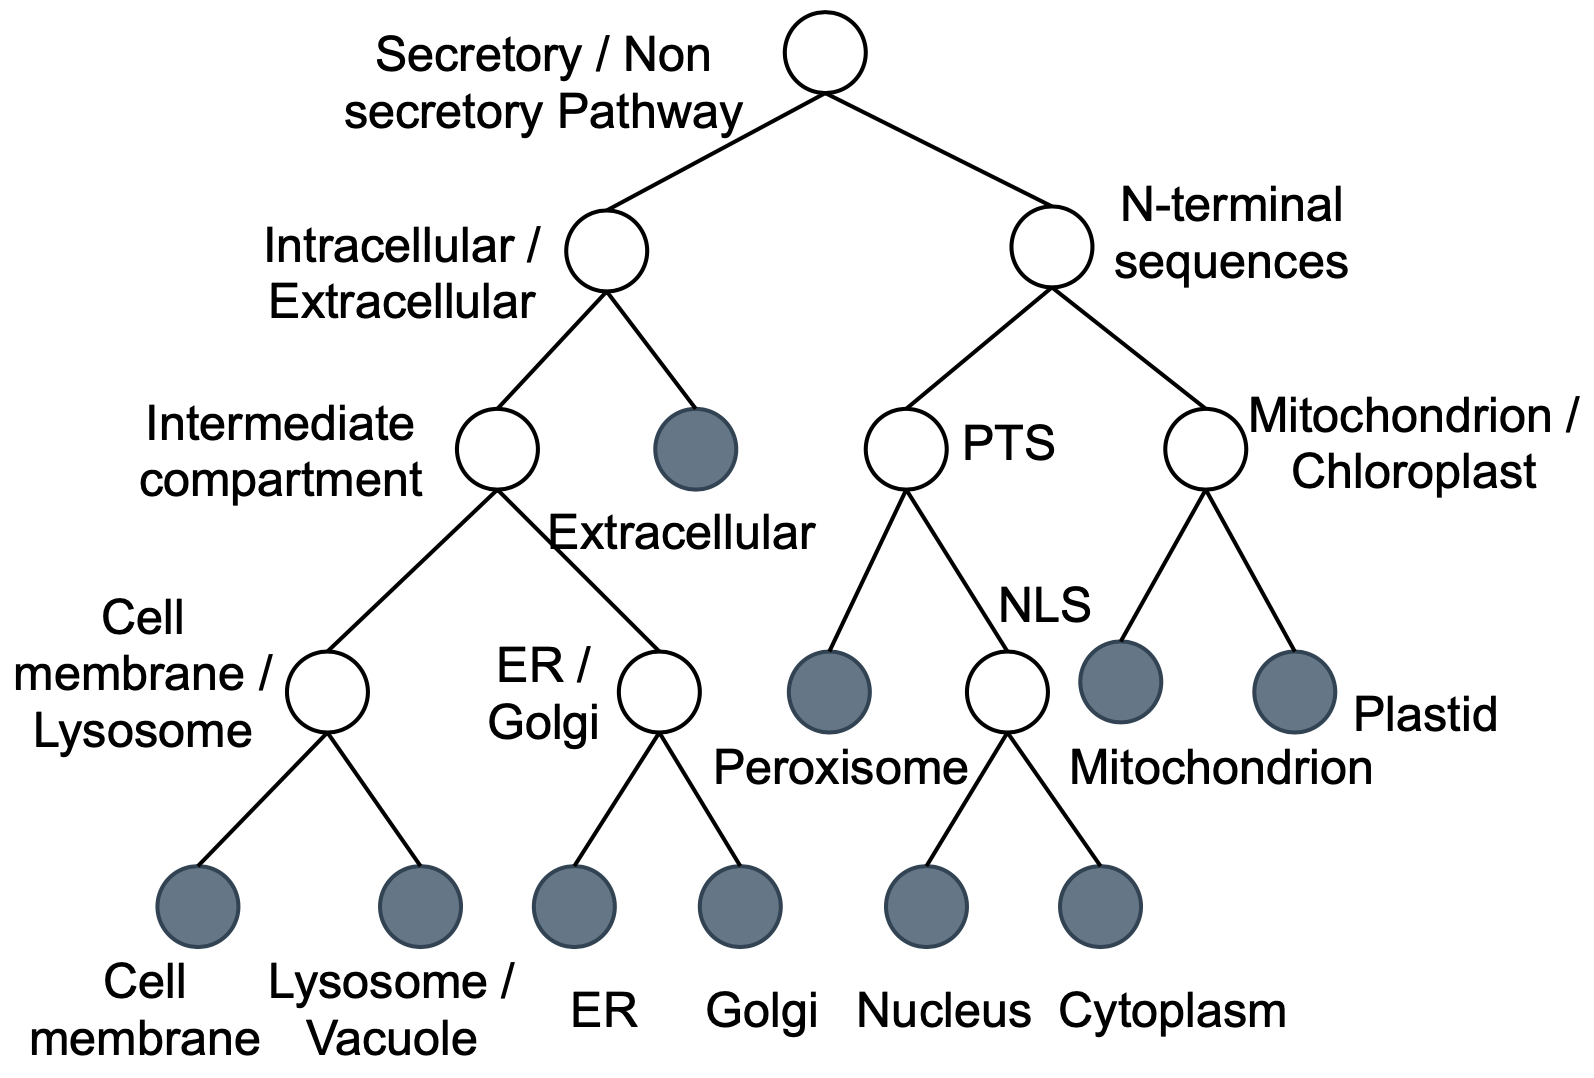 Secretory / Non
secretory Pathway
N-terminal
sequences
Intracellular /
Extracellular
Intermediate
compartment
Extracellular
PTS
Mitochondrion /
Chloroplast
Cell
membrane /
Lysosome
ER /
Golgi
NLS
Peroxisome
Mitochondrion
Plastid
Cell
membrane
Lysosome /
Vacuole
ER
Golgi
Nucleus
Cytoplasm